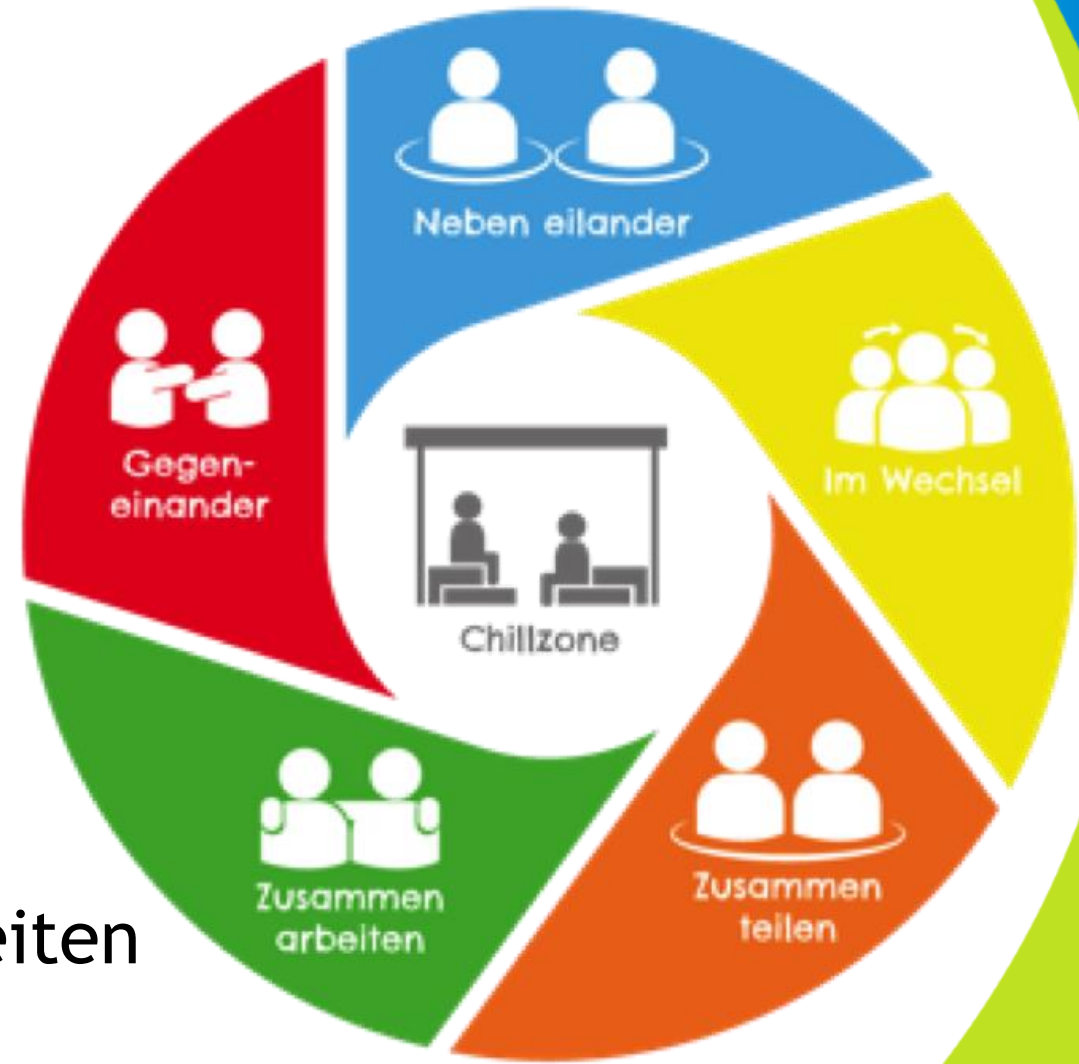 Neben eilander
Im Wechsel
Zusammen
teilen
Zusammen
arbeiten
Gegen-
einander
Chillzone
eiten